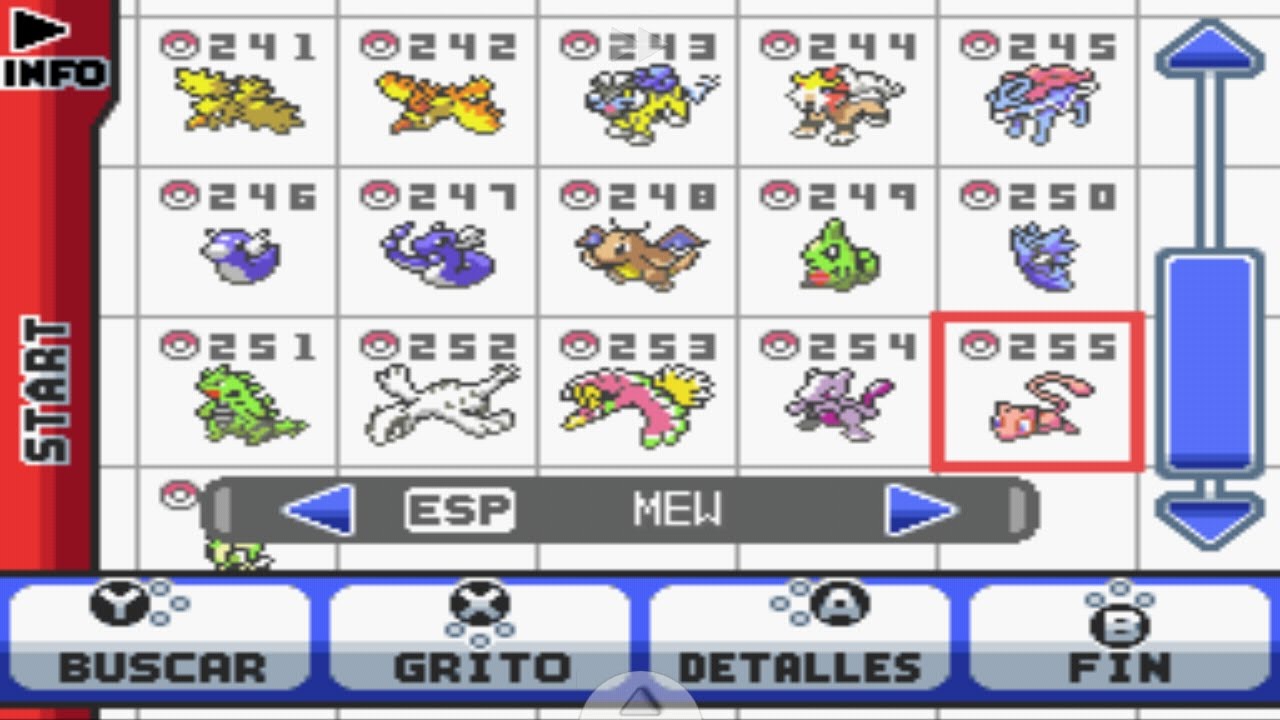 INFO
241 242 243 244 245
246 247 248 249 250
251 252 253 254 255
START
ESP MEW
Y X A B
BUSCAR GRITO DETALLES FIN